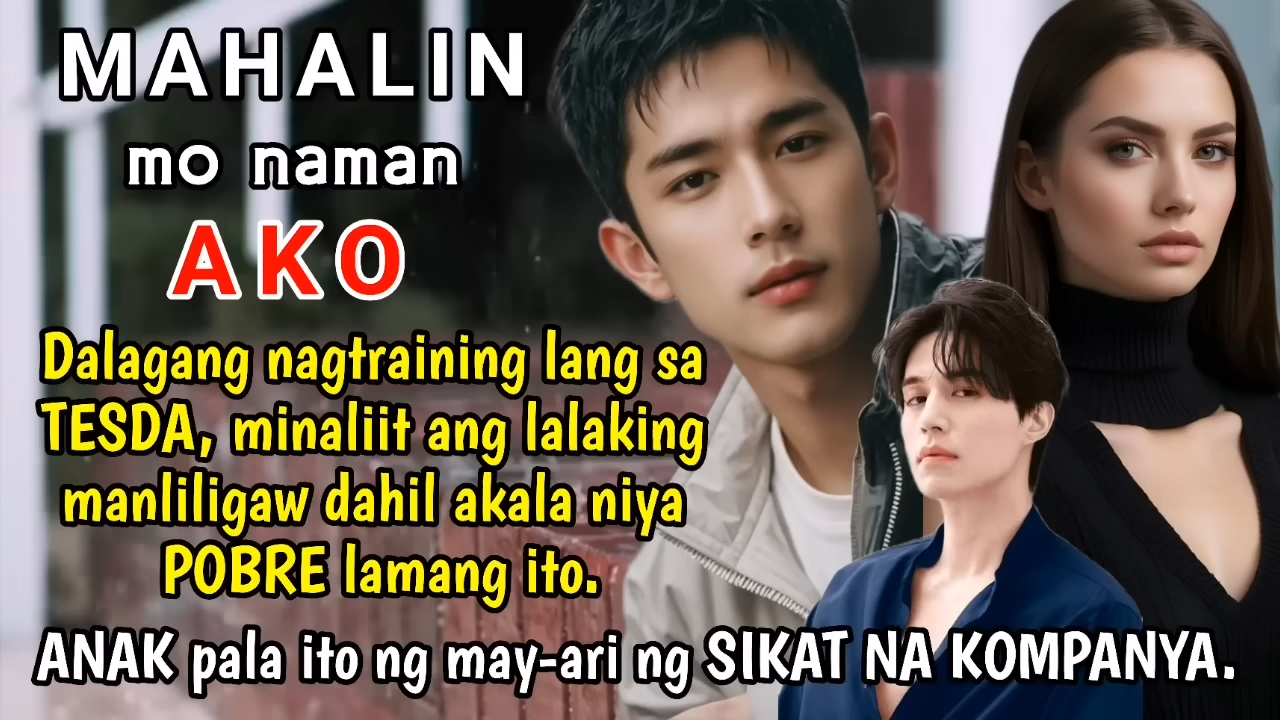 MAHALIN
mo naman
AKO
Dalagang nagtraining lang sa
TESDA, minaliit ang lalaking
manliligaw dahil akala niya
POBRE lamang ito.
ANAK pala ito ng may-ari ng SIKAT NA KOMPANYA.